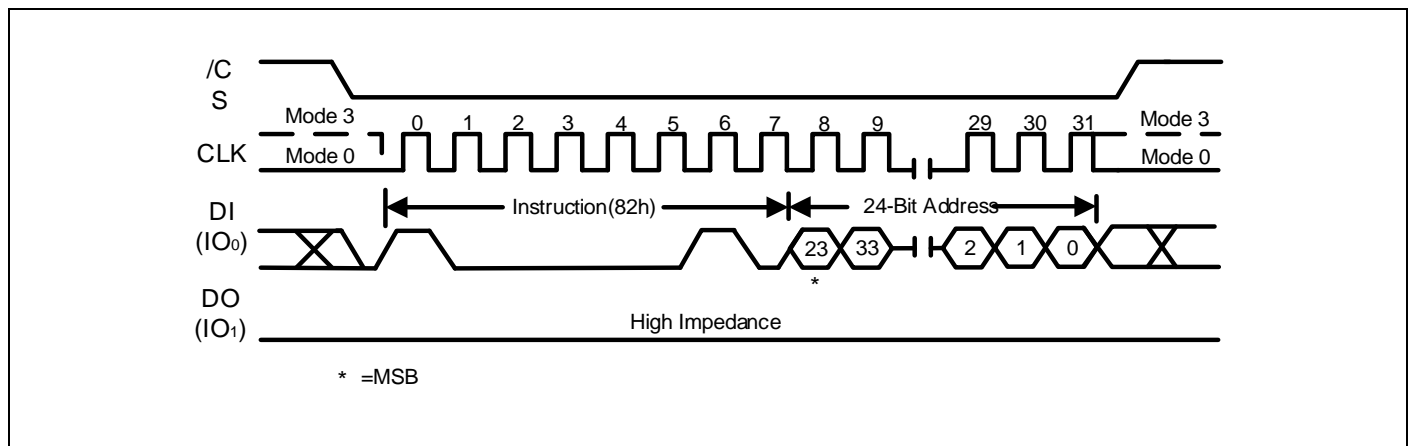 /C
S
Mode 3
0 1 2 3 4 5 6 7 8 9 29 30 31
Mode 3
CLK
Mode 0
Mode 0
DI
(IO0)
Instruction(82h)
24-Bit Address
23 33 2 1 0
*
DO
(IO1)
High Impedance
* =MSB